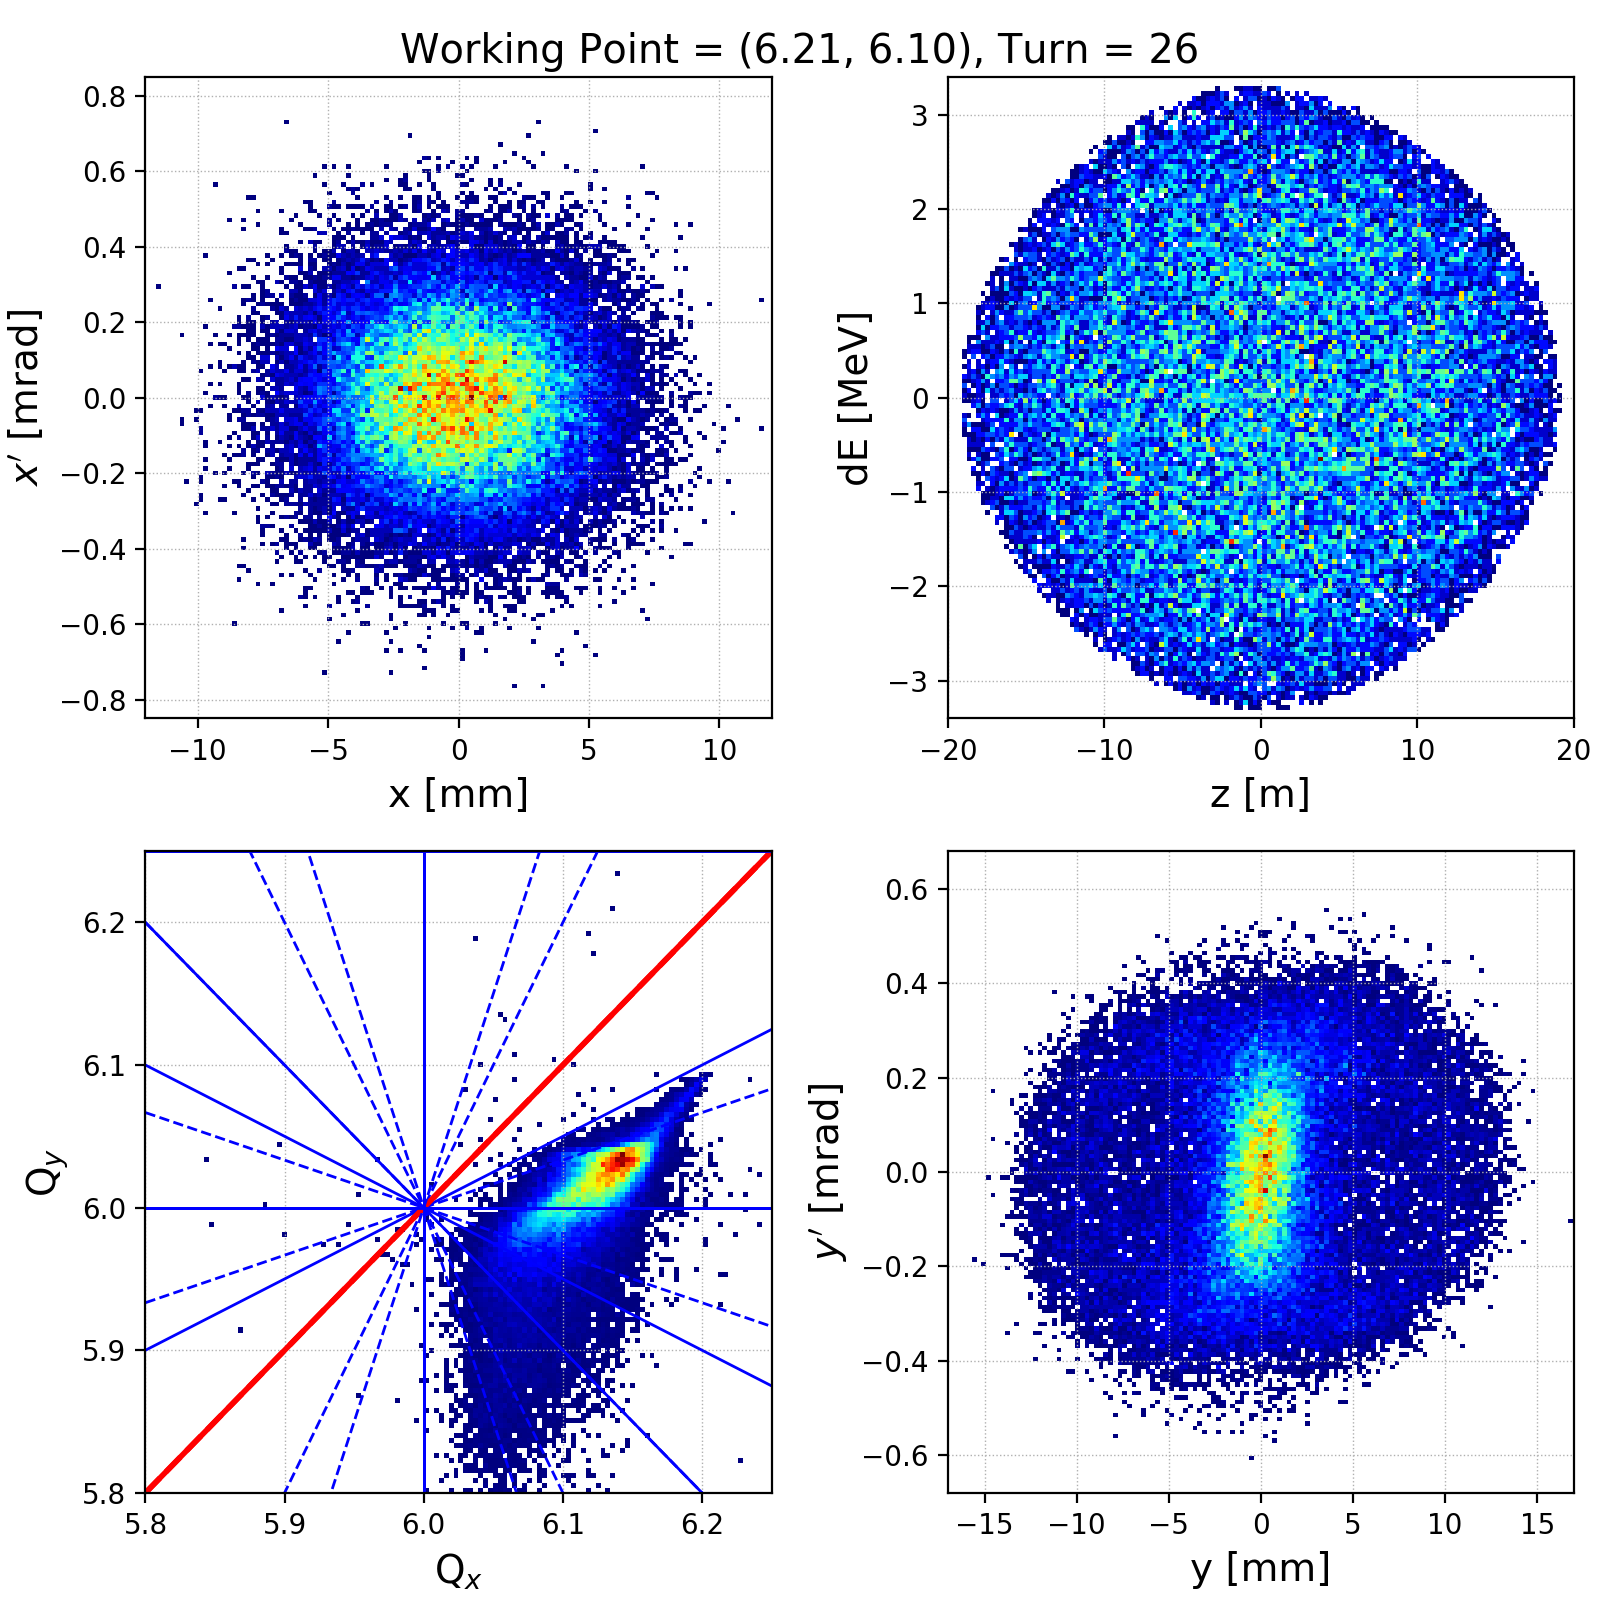 Working Point = (6.21, 6.10), Turn = 26
0.8
0.6
0.4
0.2
0.0
−0.2
−0.4
−0.6
−0.8
x′ [mrad]
−10 −5 0 5 10
x [mm]
3
2
1
0
−1
−2
−3
dE [MeV]
−20 −10 0 10 20
z [m]
6.2
6.1
6.0
5.9
5.8
Qy
5.8 5.9 6.0 6.1 6.2
Qx
0.6
0.4
0.2
0.0
−0.2
−0.4
−0.6
y′ [mrad]
−15 −10 −5 0 5 10 15
y [mm]